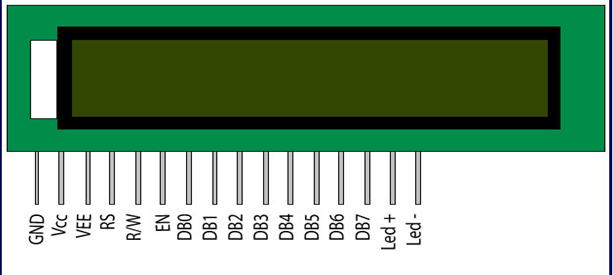 GND
Vcc
VEE
RS
R/W
EN
DB0
DB1
DB2
DB3
DB4
DB5
DB6
DB7
Led +
Led -